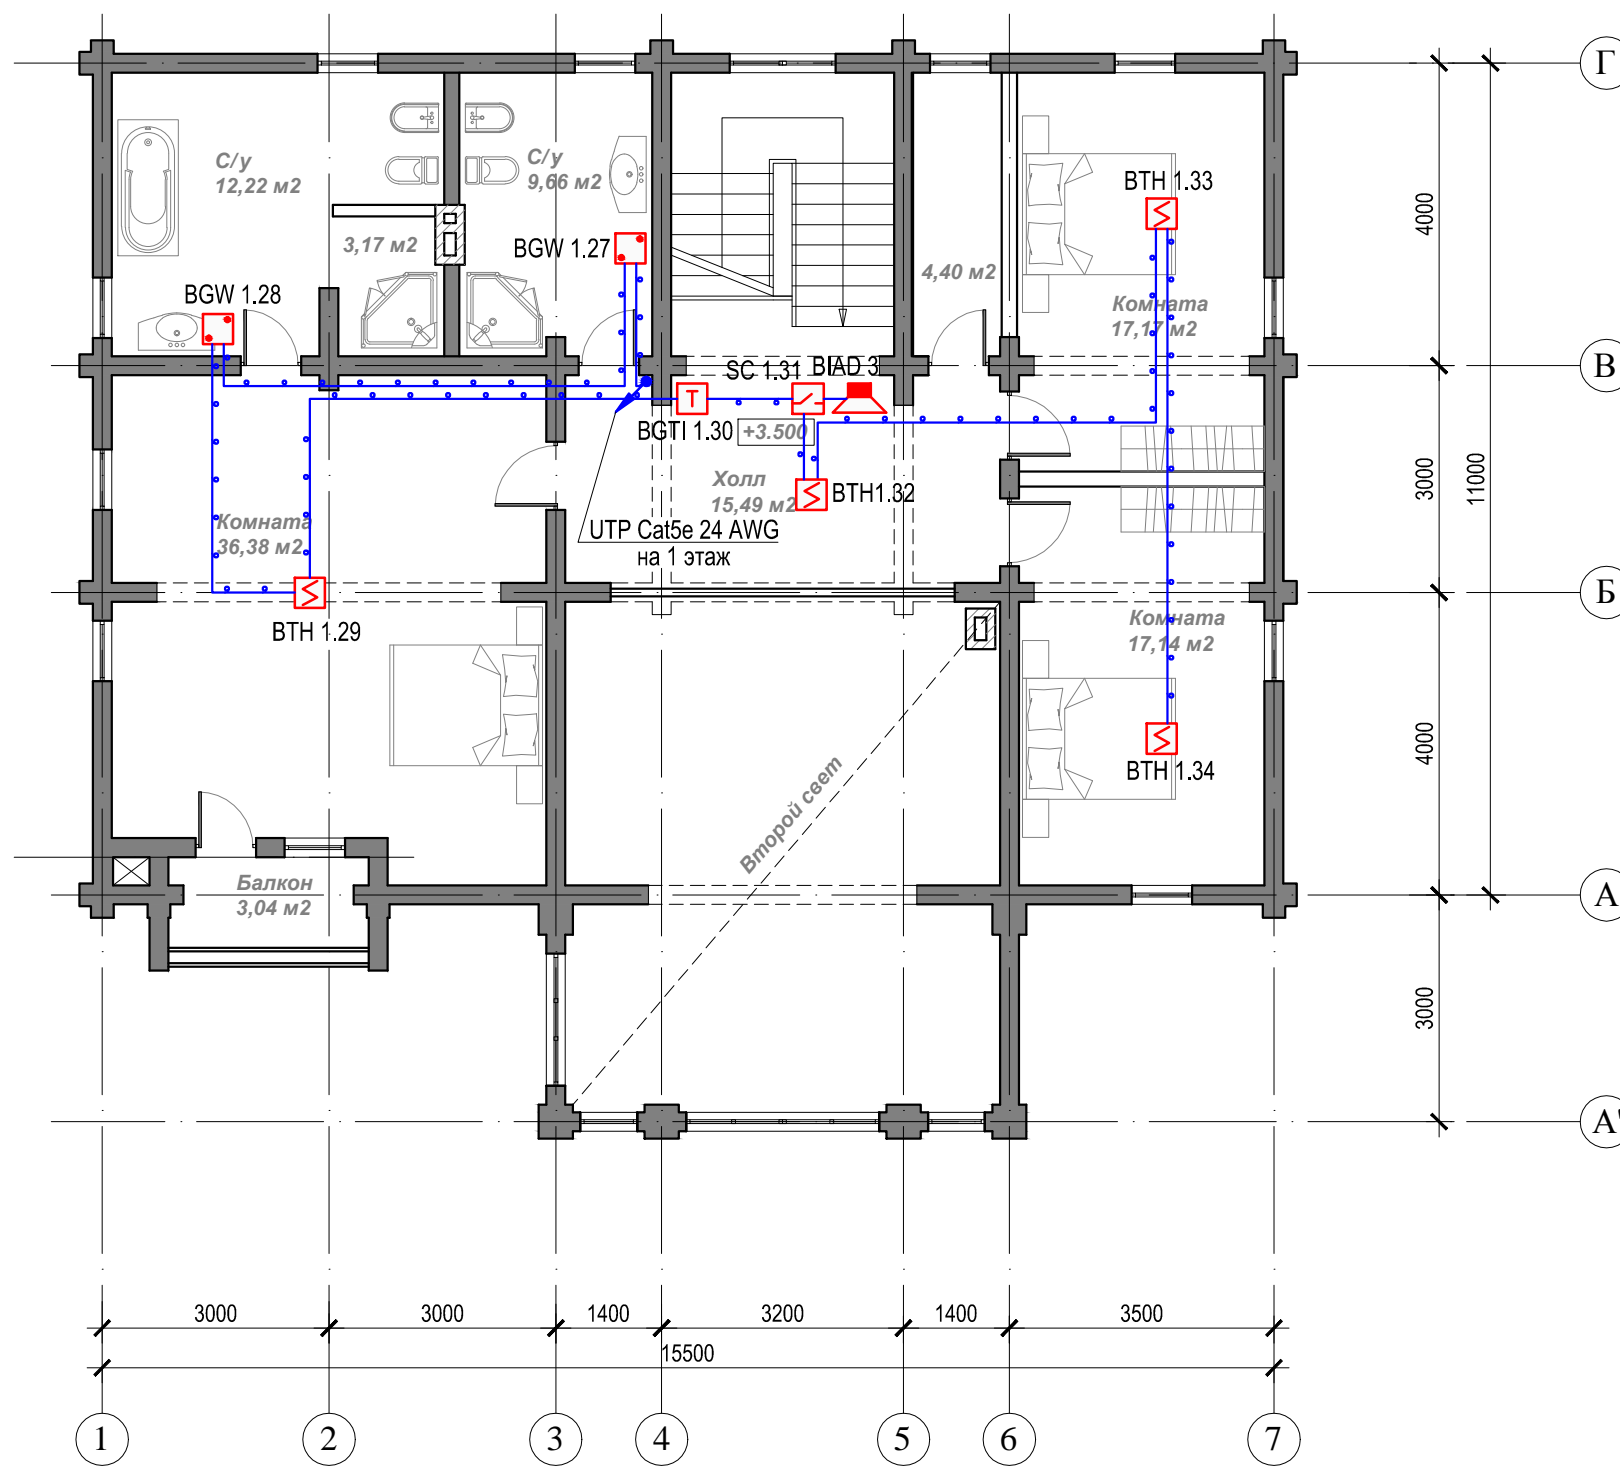 Г
С/у
12,22 м2
С/у
9,66 м2
BTH 1.33
4000
3,17 м2
BGW 1.27
4,40 м2
BGW 1.28
Комната
17,17 м2
В
SC 1.31
BIAD 3
BGTI 1.30
+3.500
3000
11000
Холл
15,49 м2
BTH1.32
Комната
36,38 м2
UTP Cat5e 24 AWG
на 1 этаж
Б
BTH 1.29
Комната
17,14 м2
4000
BTH 1.34
Второй свет
Балкон
3,04 м2
А
3000
А'
3000
3000
1400
3200
1400
3500
15500
1
2
3
4
5
6
7
T